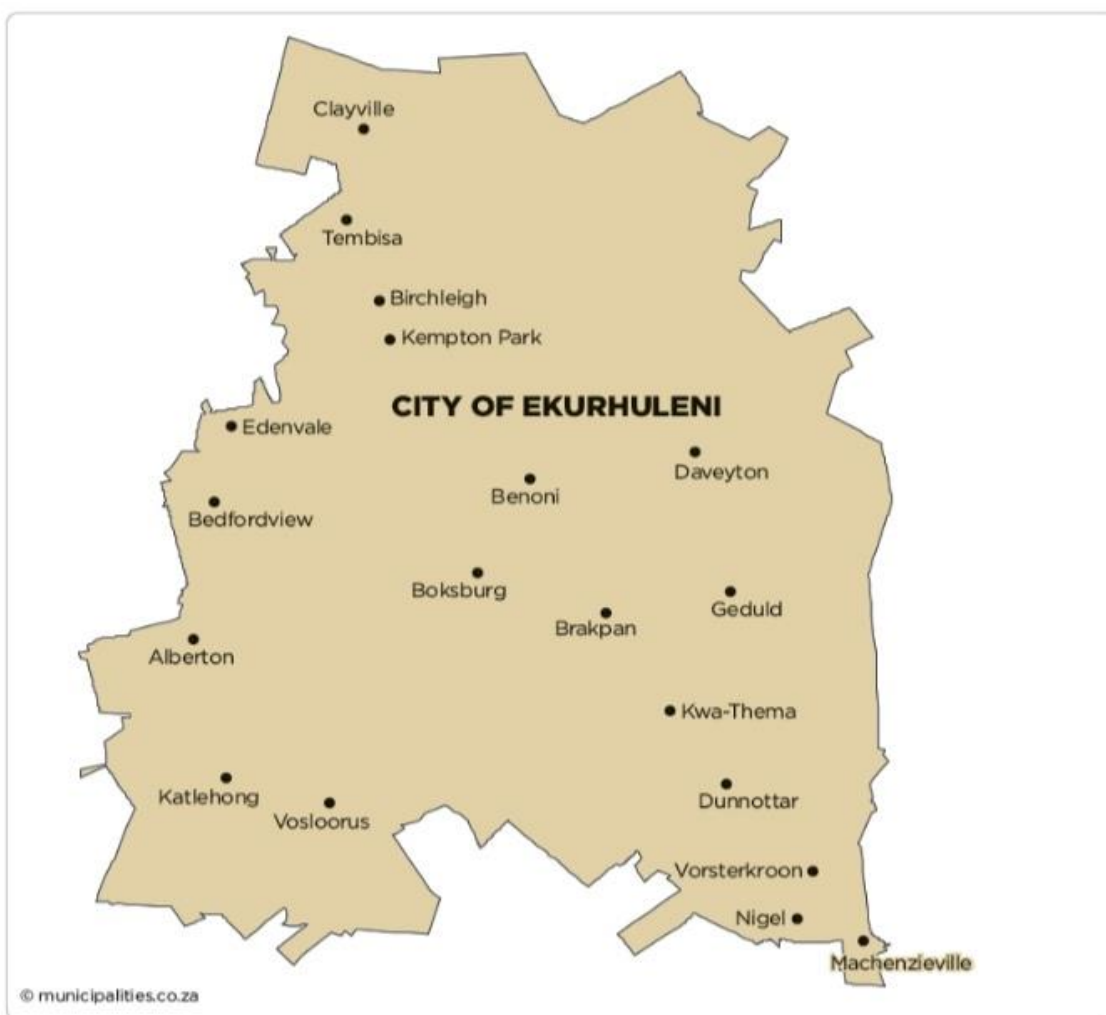 Clayville
Tembisa
Birchleigh
Kempton Park
CITY OF EKURHULENI
Edenvale
Daveyton
Benoni
Bedfordview
Boksburg
Geduld
Brakpan
Alberton
Kwa-Thema
Katlehong
Dunnottar
Vosloorus
Vorsterkroon
Nigel
Machenzieville
© municipalities.co.za